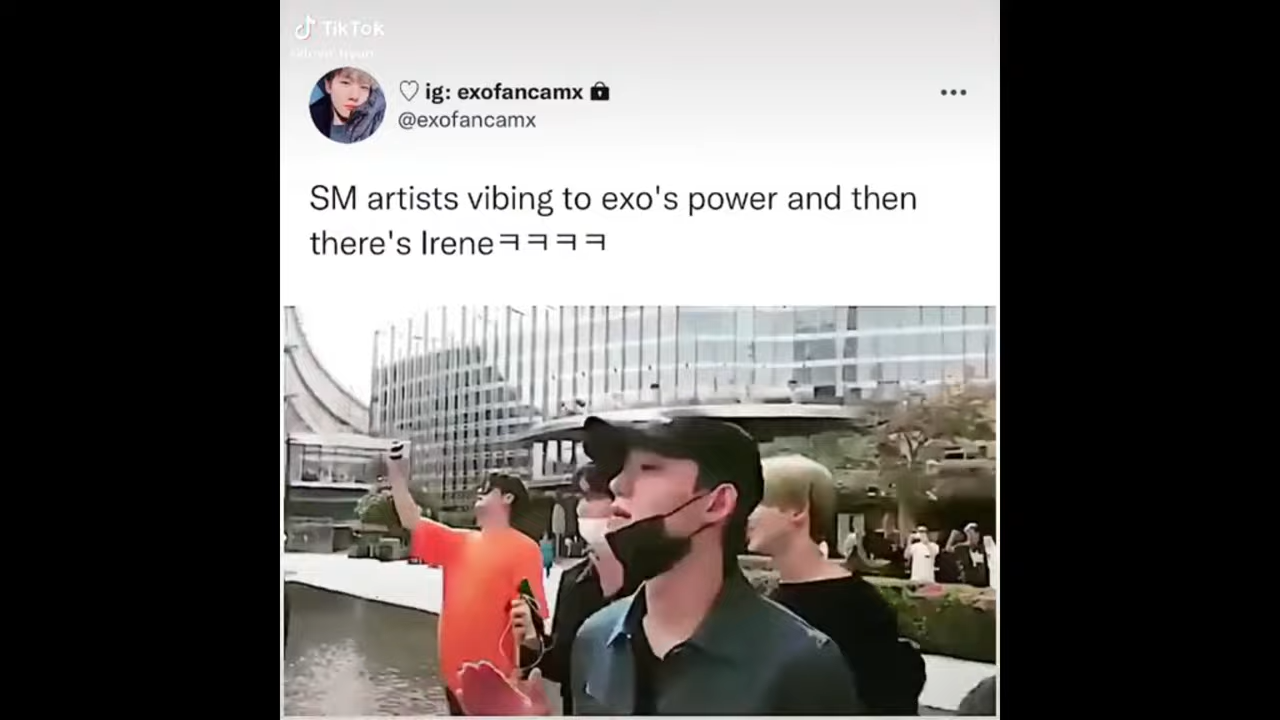 TikTok
♡ ig: exofancamx 🔒
@exofancamx
SM artists vibing to exo's power and then
there's Ireneㅋㅋㅋㅋ